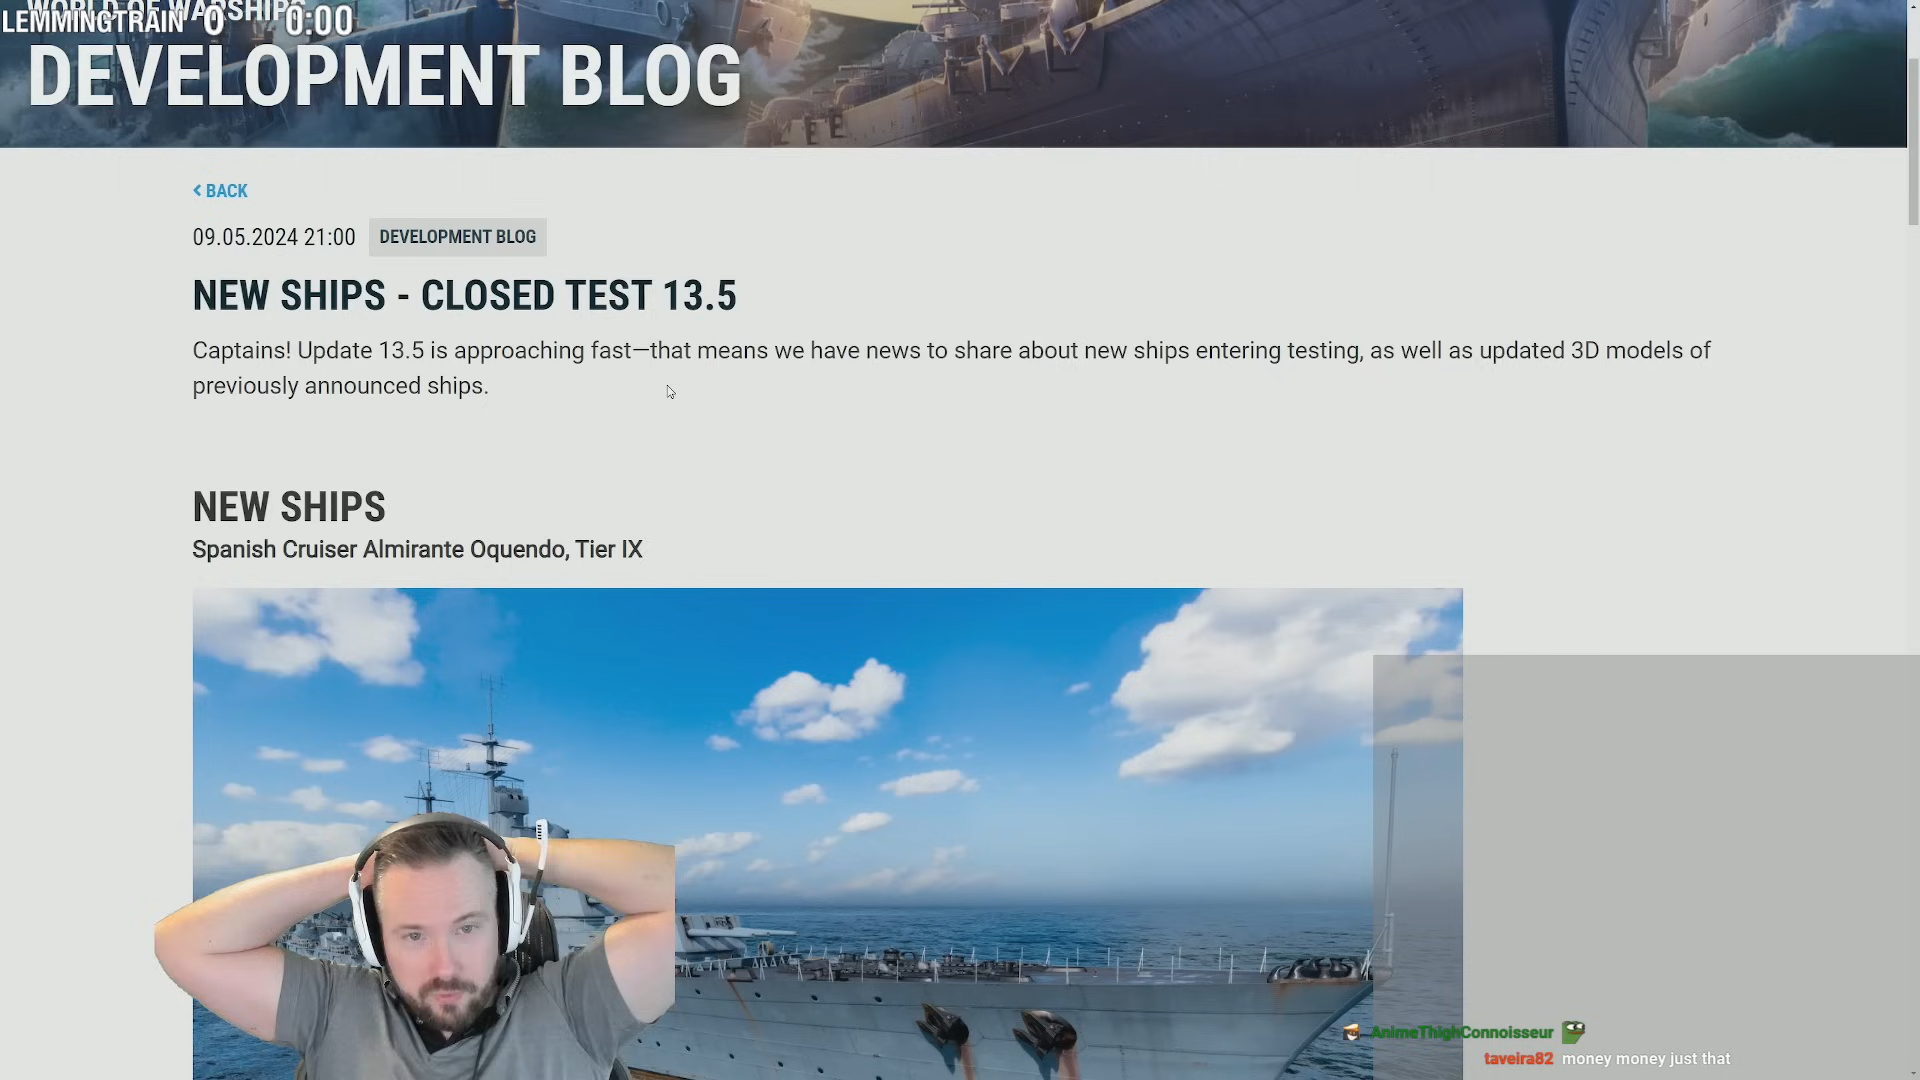 WORLD OF WARSHIPS
LEMMINGTRAIN 0 0:00
DEVELOPMENT BLOG
BACK
09.05.2024 21:00 DEVELOPMENT BLOG
NEW SHIPS - CLOSED TEST 13.5
Captains! Update 13.5 is approaching fast—that means we have news to share about new ships entering testing, as well as updated 3D models of
previously announced ships.
NEW SHIPS
Spanish Cruiser Almirante Oquendo, Tier IX
AnimeThighConnoisseur
taveira82 money money just that